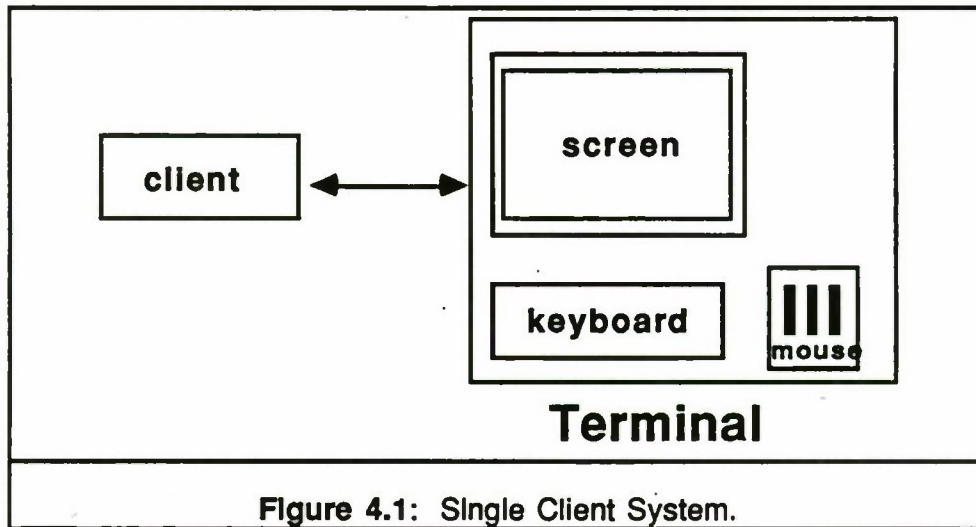 screen
client
keyboard
mouse
Terminal
Figure 4.1: Single Client System.